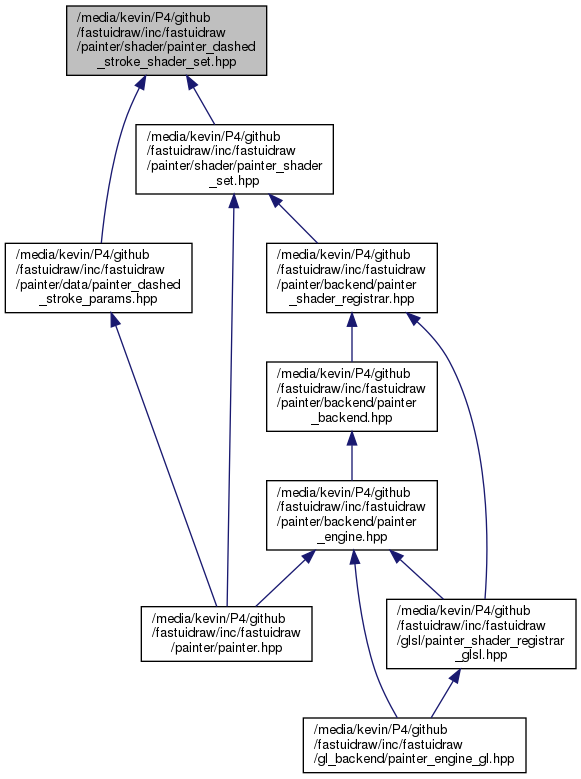 /media/kevin/P4/github
/fastuidraw/inc/fastuidraw
/painter/shader/painter_dashed
_stroke_shader_set.hpp
/media/kevin/P4/github
/fastuidraw/inc/fastuidraw
/painter/shader/painter_shader
_set.hpp
/media/kevin/P4/github
/fastuidraw/inc/fastuidraw
/painter/data/painter_dashed
_stroke_params.hpp
/media/kevin/P4/github
/fastuidraw/inc/fastuidraw
/painter/backend/painter
_shader_registrar.hpp
/media/kevin/P4/github
/fastuidraw/inc/fastuidraw
/painter/backend/painter
_backend.hpp
/media/kevin/P4/github
/fastuidraw/inc/fastuidraw
/painter/backend/painter
_engine.hpp
/media/kevin/P4/github
/fastuidraw/inc/fastuidraw
/painter/painter.hpp
/media/kevin/P4/github
/fastuidraw/inc/fastuidraw
/glsl/painter_shader_registrar
_glsl.hpp
/media/kevin/P4/github
/fastuidraw/inc/fastuidraw
/gl_backend/painter_engine_gl.hpp